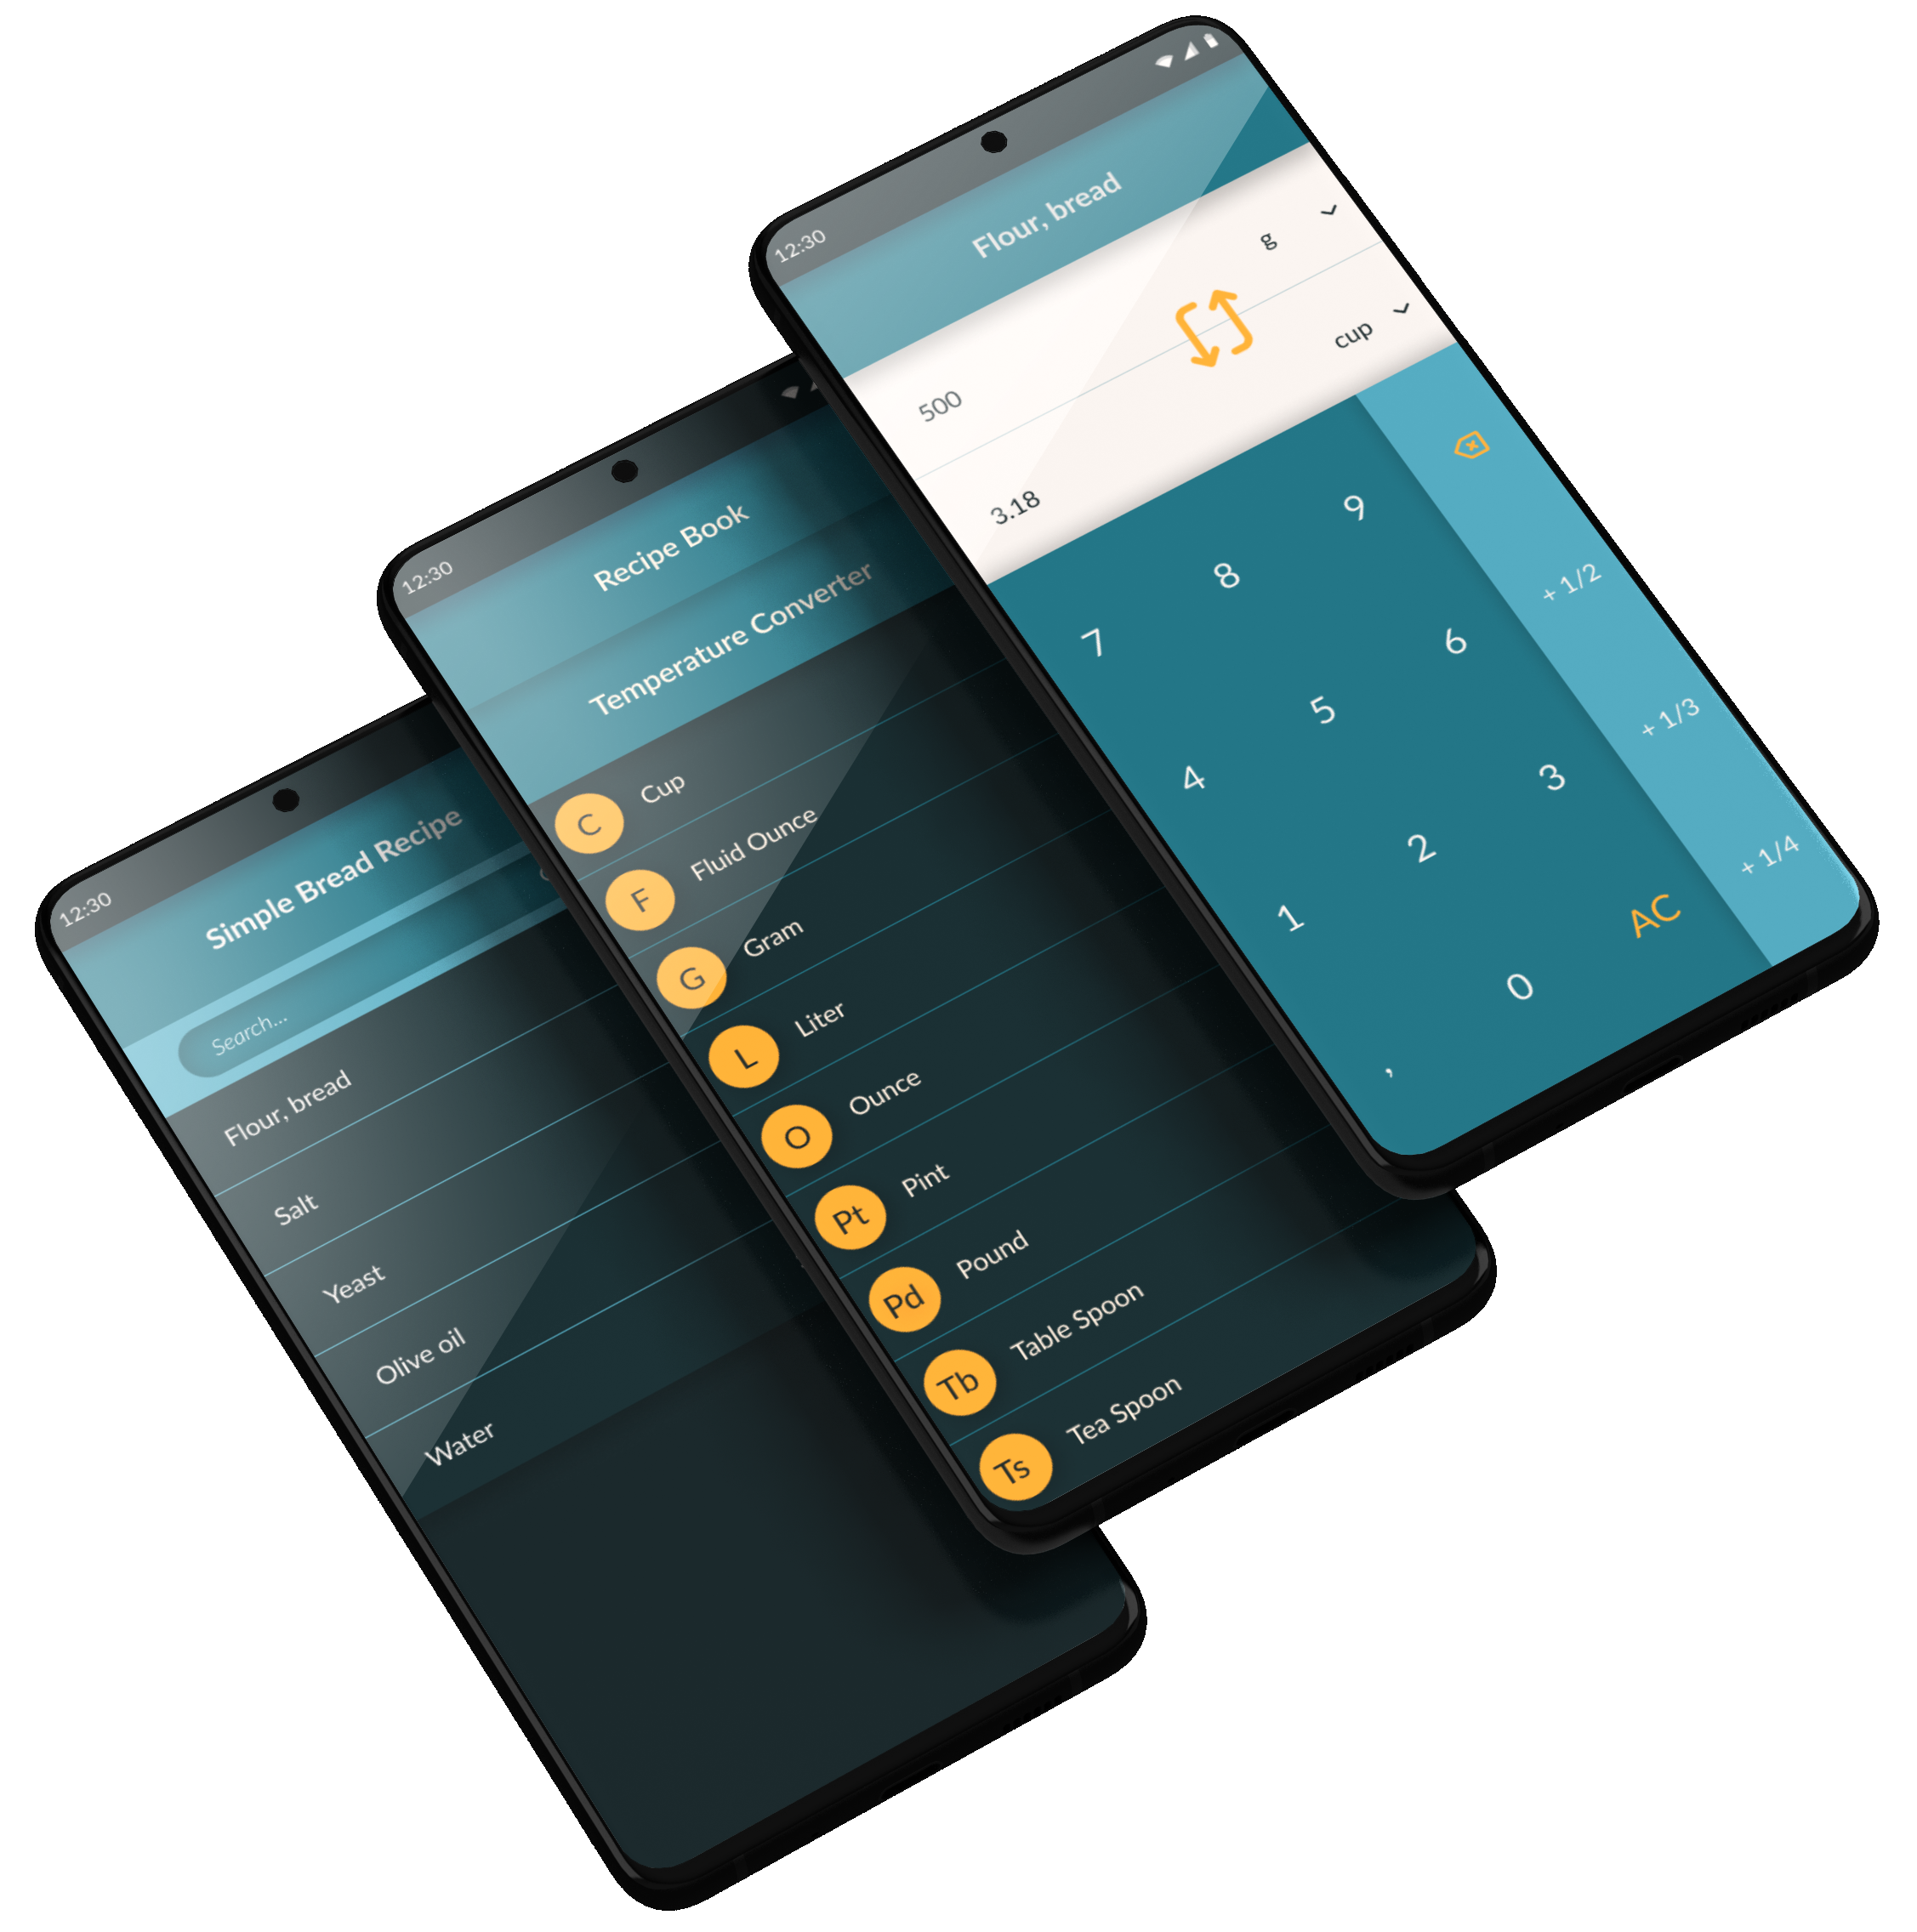 12:30
Simple Bread Recipe
Search...
Flour, bread
Salt
Yeast
Olive oil
Water
12:30
Recipe Book
Temperature Converter
C Cup
F Fluid Ounce
G Gram
L Liter
O Ounce
Pt Pint
Pd Pound
Tb Table Spoon
Ts Tea Spoon
12:30
Flour, bread
500 g
3.18 cup
7 8 9
4 5 6 + 1/2
1 2 3 + 1/3
, 0 AC + 1/4